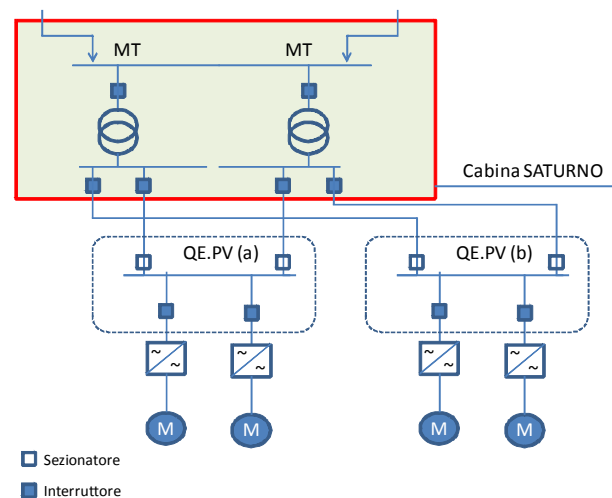 MT MT
Cabina SATURNO
QE.PV (a) QE.PV (b)
~ ~ ~ ~
~ ~ ~ ~
M M M M
Sezionatore
Interruttore